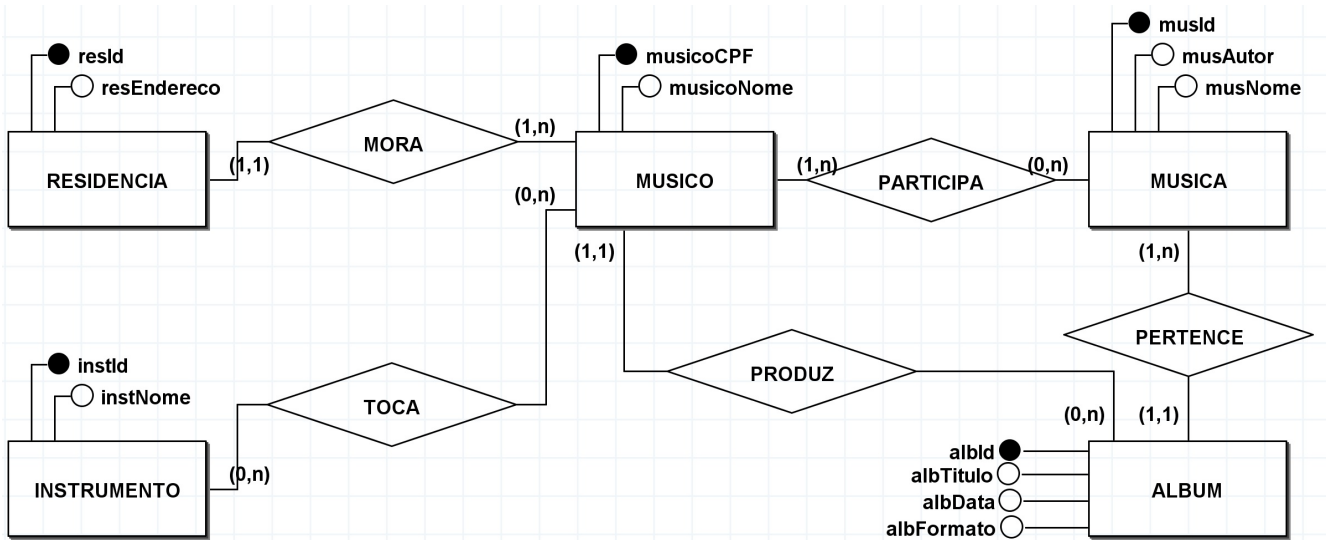 resId
resEndereco
RESIDENCIA
(1,1)
MORA
(1,n)
musicoCPF
musicoNome
MUSICO
(0,n)
(1,1)
(1,n)
PARTICIPA
(0,n)
musId
musAutor
musNome
MUSICA
(1,n)
PERTENCE
(1,1)
instId
instNome
INSTRUMENTO
(0,n)
TOCA
PRODUZ
(0,n)
albId
albTitulo
albData
albFormato
ALBUM